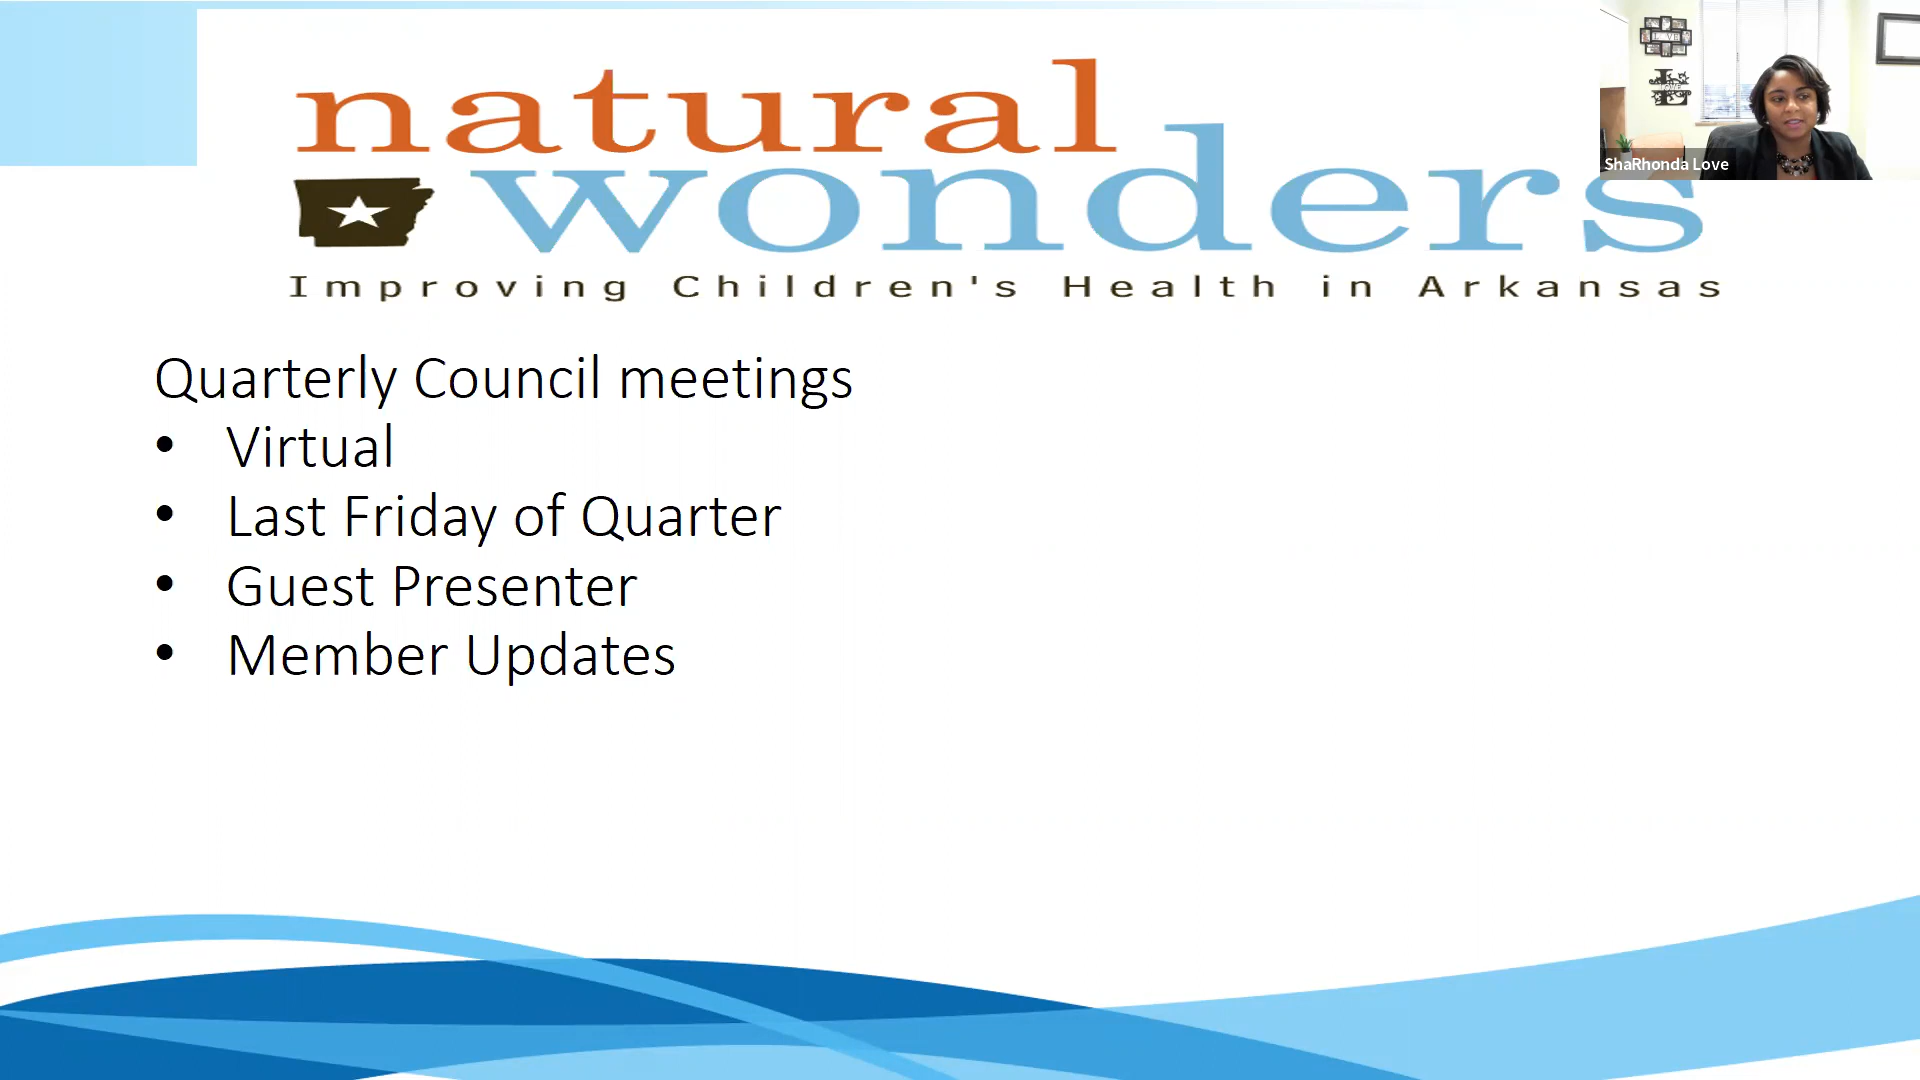 natural
wonders
Improving Children's Health in Arkansas
ShaRhonda Love
Quarterly Council meetings
• Virtual
• Last Friday of Quarter
• Guest Presenter
• Member Updates